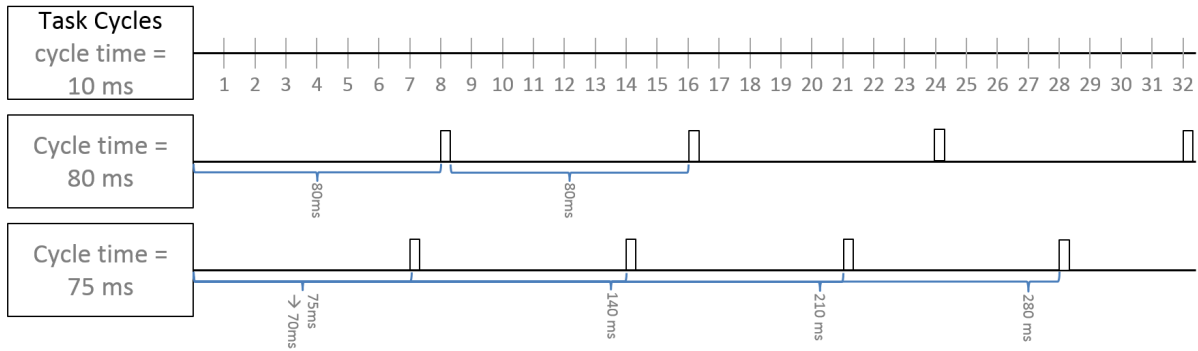 Task Cycles
cycle time =
10 ms
1 2 3 4 5 6 7 8 9 10 11 12 13 14 15 16 17 18 19 20 21 22 23 24 25 26 27 28 29 30 31 32
Cycle time =
80 ms
80ms
80ms
Cycle time =
75 ms
75ms
→ 70ms
140 ms
210 ms
280 ms